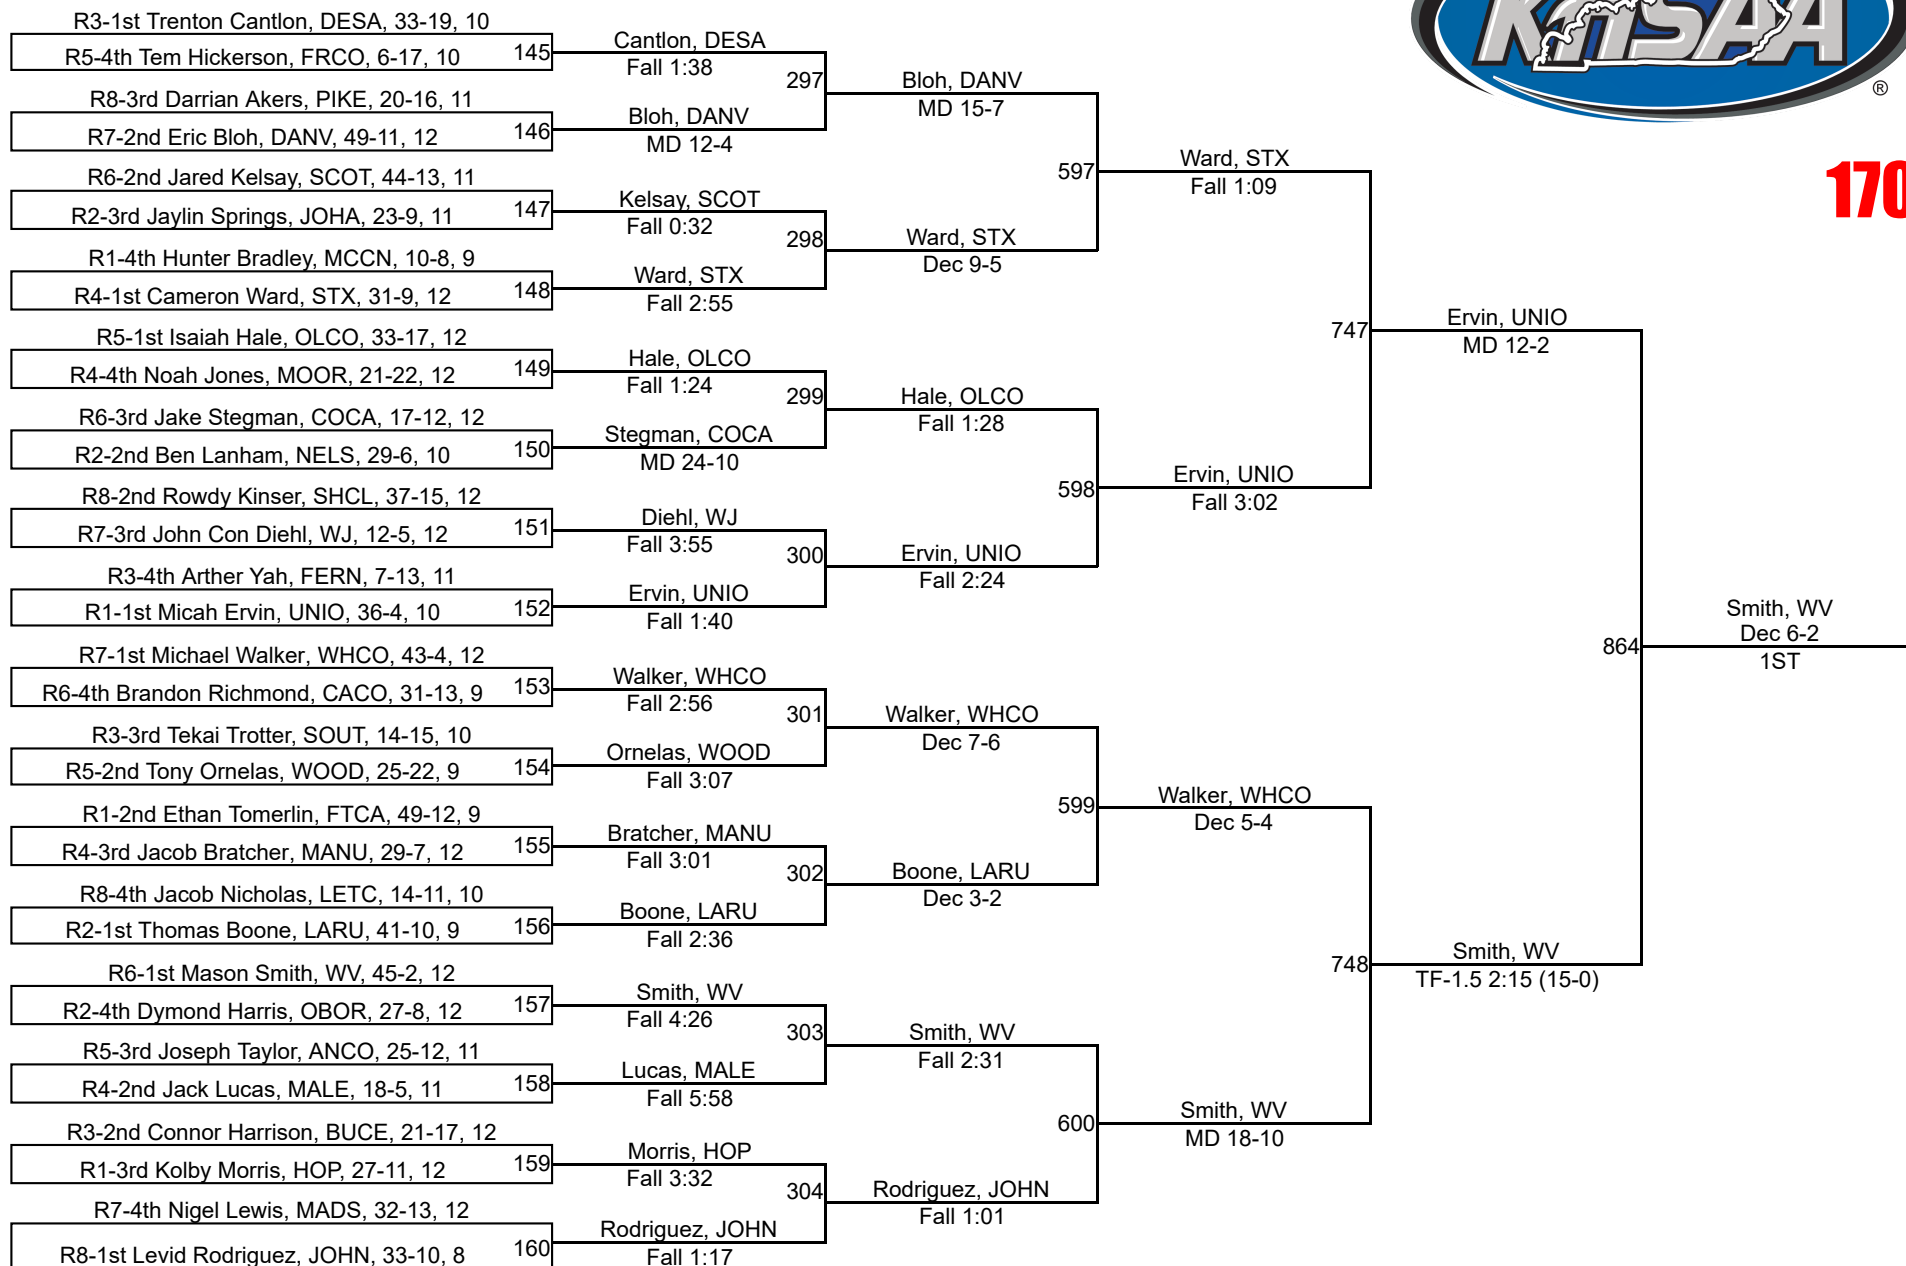 KHSAA
®
170
R3-1st Trenton Cantlon, DESA, 33-19, 10
R5-4th Tem Hickerson, FRCO, 6-17, 10
145
R8-3rd Darrian Akers, PIKE, 20-16, 11
R7-2nd Eric Bloh, DANV, 49-11, 12
146
R6-2nd Jared Kelsay, SCOT, 44-13, 11
R2-3rd Jaylin Springs, JOHA, 23-9, 11
147
R1-4th Hunter Bradley, MCCN, 10-8, 9
R4-1st Cameron Ward, STX, 31-9, 12
148
R5-1st Isaiah Hale, OLCO, 33-17, 12
R4-4th Noah Jones, MOOR, 21-22, 12
149
R6-3rd Jake Stegman, COCA, 17-12, 12
R2-2nd Ben Lanham, NELS, 29-6, 10
150
R8-2nd Rowdy Kinser, SHCL, 37-15, 12
R7-3rd John Con Diehl, WJ, 12-5, 12
151
R3-4th Arther Yah, FERN, 7-13, 11
R1-1st Micah Ervin, UNIO, 36-4, 10
152
R7-1st Michael Walker, WHCO, 43-4, 12
R6-4th Brandon Richmond, CACO, 31-13, 9
153
R3-3rd Tekai Trotter, SOUT, 14-15, 10
R5-2nd Tony Ornelas, WOOD, 25-22, 9
154
R1-2nd Ethan Tomerlin, FTCA, 49-12, 9
R4-3rd Jacob Bratcher, MANU, 29-7, 12
155
R8-4th Jacob Nicholas, LETC, 14-11, 10
R2-1st Thomas Boone, LARU, 41-10, 9
156
R6-1st Mason Smith, WV, 45-2, 12
R2-4th Dymond Harris, OBOR, 27-8, 12
157
R5-3rd Joseph Taylor, ANCO, 25-12, 11
R4-2nd Jack Lucas, MALE, 18-5, 11
158
R3-2nd Connor Harrison, BUCE, 21-17, 12
R1-3rd Kolby Morris, HOP, 27-11, 12
159
R7-4th Nigel Lewis, MADS, 32-13, 12
R8-1st Levid Rodriguez, JOHN, 33-10, 8
160
Cantlon, DESA
Fall 1:38
297
Bloh, DANV
MD 12-4
Kelsay, SCOT
Fall 0:32
298
Ward, STX
Fall 2:55
Hale, OLCO
Fall 1:24
299
Stegman, COCA
MD 24-10
Diehl, WJ
Fall 3:55
300
Ervin, UNIO
Fall 1:40
Walker, WHCO
Fall 2:56
301
Ornelas, WOOD
Fall 3:07
Bratcher, MANU
Fall 3:01
302
Boone, LARU
Fall 2:36
Smith, WV
Fall 4:26
303
Lucas, MALE
Fall 5:58
Morris, HOP
Fall 3:32
304
Rodriguez, JOHN
Fall 1:17
Bloh, DANV
MD 15-7
597
Ward, STX
Dec 9-5
Hale, OLCO
Fall 1:28
598
Ervin, UNIO
Fall 2:24
Walker, WHCO
Dec 7-6
599
Boone, LARU
Dec 3-2
Smith, WV
Fall 2:31
600
Rodriguez, JOHN
Fall 1:01
Ward, STX
Fall 1:09
747
Ervin, UNIO
Fall 3:02
Walker, WHCO
Dec 5-4
748
Smith, WV
MD 18-10
Ervin, UNIO
MD 12-2
864
Smith, WV
TF-1.5 2:15 (15-0)
Smith, WV
Dec 6-2
1ST